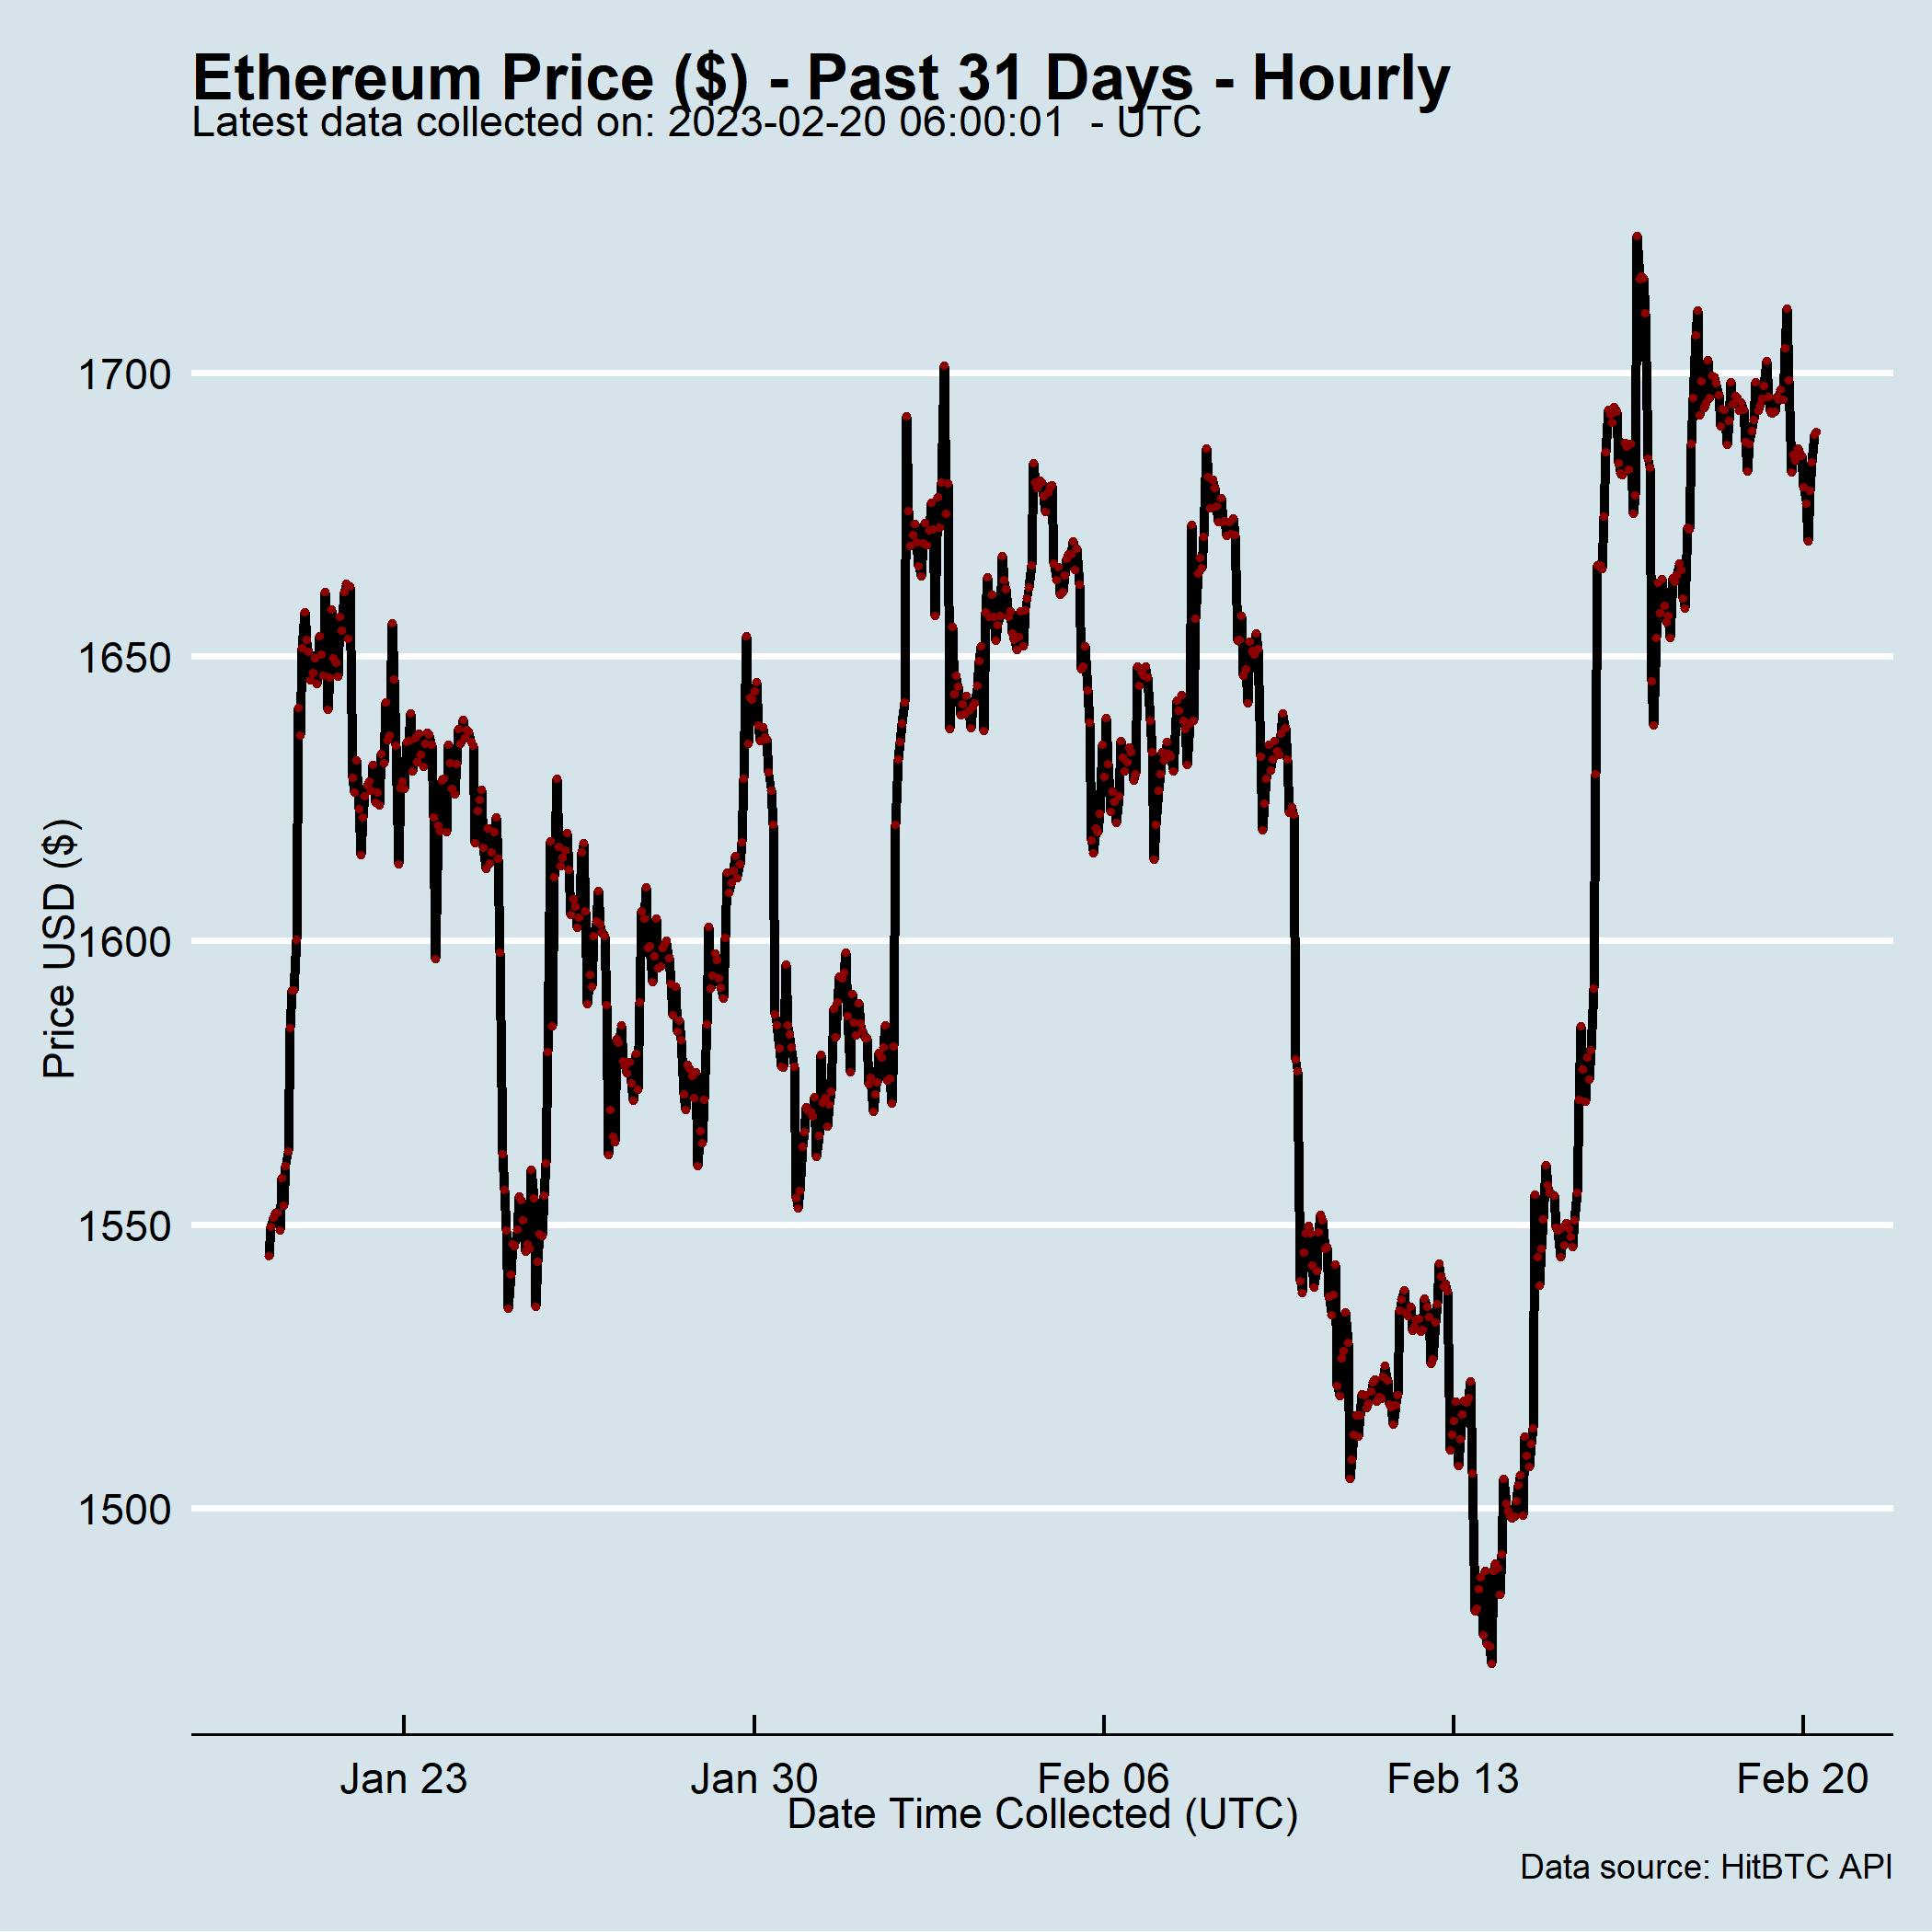 Ethereum Price ($) - Past 31 Days - Hourly
Latest data collected on: 2023-02-20 06:00:01  - UTC
Price USD ($)
1700
1650
1600
1550
1500
Jan 23
Jan 30
Feb 06
Feb 13
Feb 20
Date Time Collected (UTC)
Data source: HitBTC API